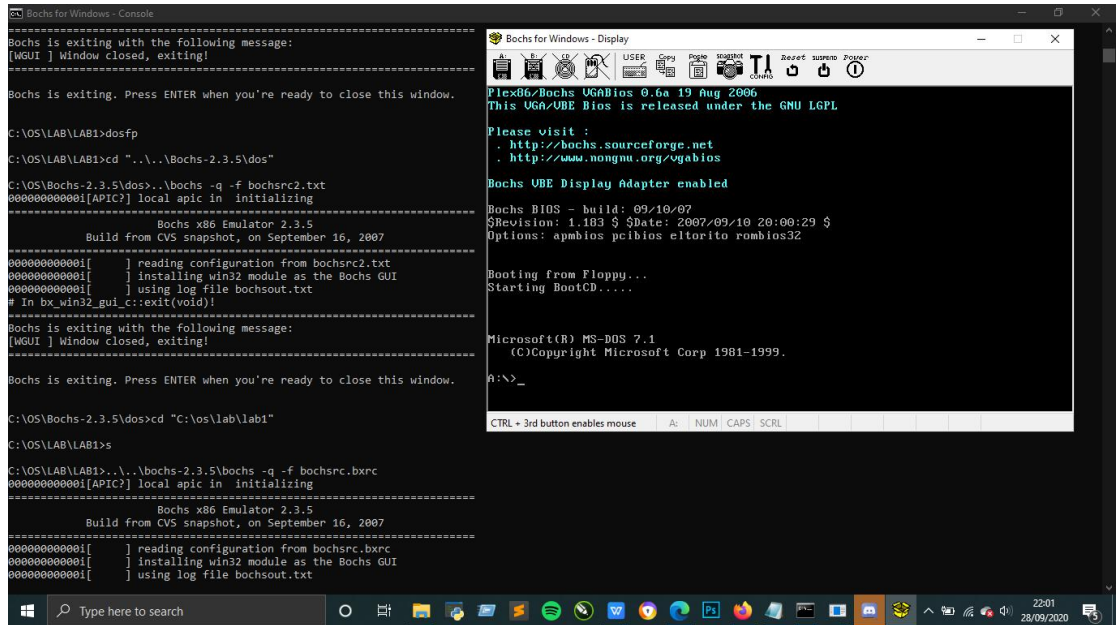 Bochs for Windows - Console
========================================================================
Bochs is exiting with the following message:
[WGUI ] Window closed, exiting!
========================================================================
Bochs is exiting. Press ENTER when you're ready to close this window.
C:\OS\LAB\LAB1>dosfp
C:\OS\LAB\LAB1>cd "..\..\Bochs-2.3.5\dos"
C:\OS\Bochs-2.3.5\dos>..\bochs -q -f bochsrc2.txt
00000000000i[APIC?] local apic in  initializing
========================================================================
Bochs x86 Emulator 2.3.5
Build from CVS snapshot, on September 16, 2007
========================================================================
00000000000i[     ] reading configuration from bochsrc2.txt
00000000000i[     ] installing win32 module as the Bochs GUI
00000000000i[     ] using log file bochsout.txt
# In bx_win32_gui_c::exit(void)!
========================================================================
Bochs is exiting with the following message:
[WGUI ] Window closed, exiting!
========================================================================
Bochs is exiting. Press ENTER when you're ready to close this window.
C:\OS\Bochs-2.3.5\dos>cd "C:\os\lab\lab1"
C:\OS\LAB\LAB1>s
C:\OS\LAB\LAB1>..\..\bochs-2.3.5\bochs -q -f bochsrc.bxrc
00000000000i[APIC?] local apic in  initializing
========================================================================
Bochs x86 Emulator 2.3.5
Build from CVS snapshot, on September 16, 2007
========================================================================
00000000000i[     ] reading configuration from bochsrc.bxrc
00000000000i[     ] installing win32 module as the Bochs GUI
00000000000i[     ] using log file bochsout.txt
Bochs for Windows - Display
A: B: CD USER Copy Paste snapshot CONFIG Reset SUSPEND Power
Plex86/Bochs VGABios 0.6a 19 Aug 2006
This VGA/VBE Bios is released under the GNU LGPL
Please visit :
. http://bochs.sourceforge.net
. http://www.nongnu.org/vgabios
Bochs VBE Display Adapter enabled
Bochs BIOS - build: 09/10/07
$Revision: 1.183 $ $Date: 2007/09/10 20:00:29 $
Options: apmbios pcibios eltorito rombios32
Booting from Floppy...
Starting BootCD.....
Microsoft(R) MS-DOS 7.1
(C)Copyright Microsoft Corp 1981-1999.
A:\>_
CTRL + 3rd button enables mouse A: NUM CAPS SCRL
Type here to search
22:01
28/09/2020